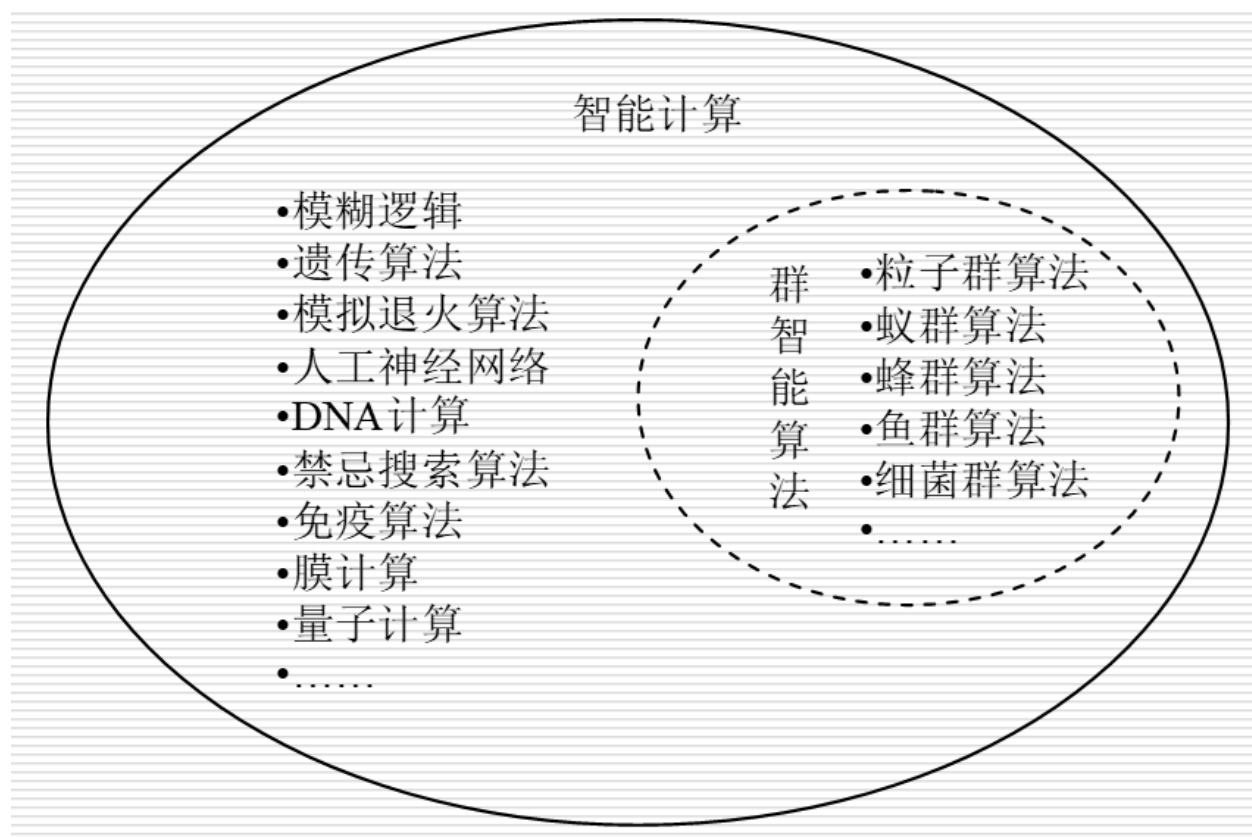 智能计算
•模糊逻辑
•遗传算法
•模拟退火算法
•人工神经网络
•DNA计算
•禁忌搜索算法
•免疫算法
•膜计算
•量子计算
•……
群智能算法
•粒子群算法
•蚁群算法
•蜂群算法
•鱼群算法
•细菌群算法
•……